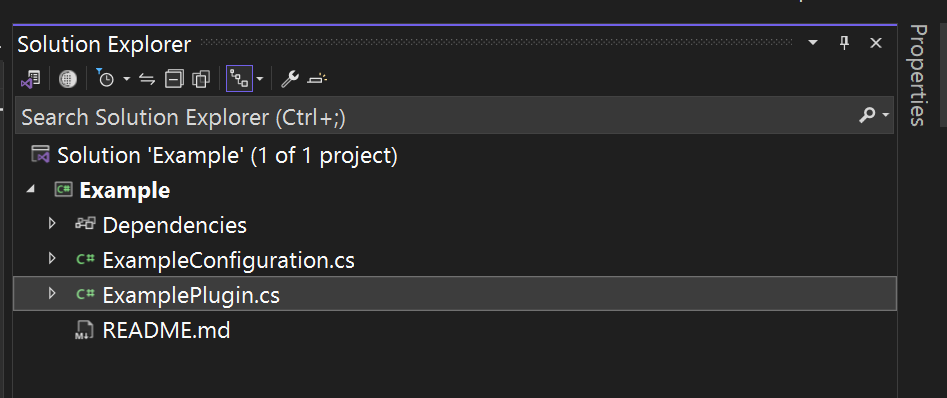 Solution Explorer
Search Solution Explorer (Ctrl+;)
Solution 'Example' (1 of 1 project)
C# Example
Dependencies
C# ExampleConfiguration.cs
C# ExamplePlugin.cs
M↓ README.md
Properties